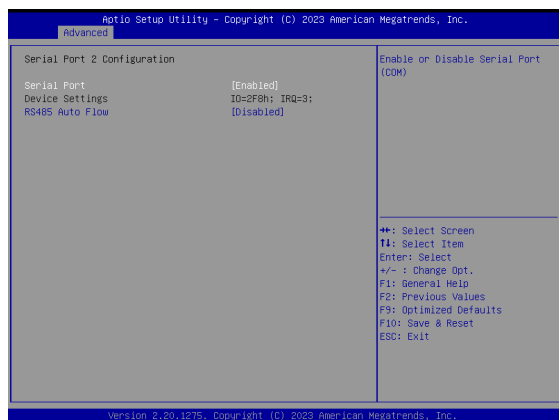 Aptio Setup Utility – Copyright (C) 2023 American Megatrends, Inc.
Advanced
Serial Port 2 Configuration
Serial Port [Enabled]
Device Settings IO=2F8h; IRQ=3;
RS485 Auto Flow [Disabled]
Enable or Disable Serial Port
(COM)
→←: Select Screen
↑↓: Select Item
Enter: Select
+/- : Change Opt.
F1: General Help
F2: Previous Values
F9: Optimized Defaults
F10: Save & Reset
ESC: Exit
Version 2.20.1275. Copyright (C) 2023 American Megatrends, Inc.